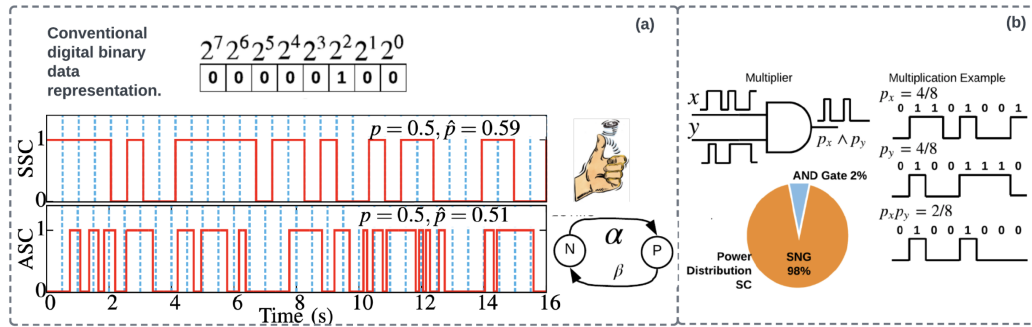 (a)
Conventional
digital binary
data
representation.
2^7 2^6 2^5 2^4 2^3 2^2 2^1 2^0
0 0 0 0 0 1 0 0
SSC
1
0
p = 0.5, p̂ = 0.59
ASC
1
0
p = 0.5, p̂ = 0.51
0 2 4 6 8 10 12 14 16
Time (s)
N α P
β
(b)
Multiplier
x
y
p_x ∧ p_y
AND Gate 2%
SNG
98%
Power
Distribution
SC
Multiplication Example
p_x = 4/8
0 1 1 0 1 0 0 1
p_y = 4/8
0 1 0 0 1 1 1 0
p_xp_y = 2/8
0 1 0 0 1 0 0 0